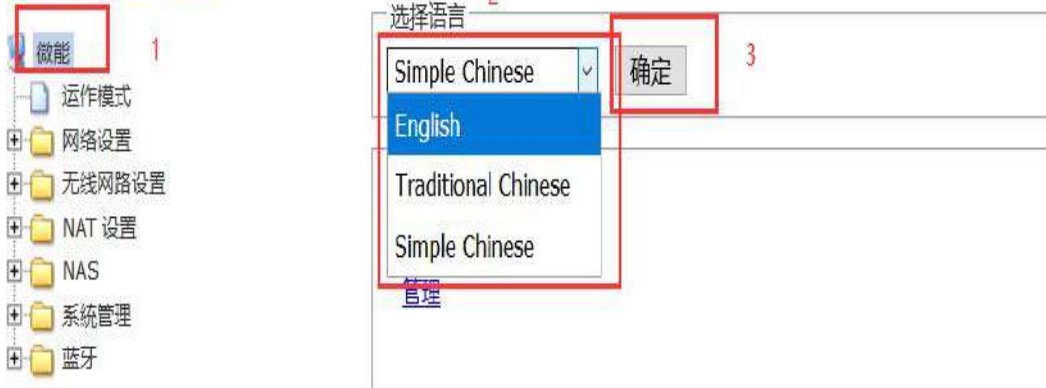 微能
1
运作模式
网络设置
无线网路设置
NAT 设置
NAS
系统管理
蓝牙
选择语言
2
Simple Chinese
确定
3
English
Traditional Chinese
Simple Chinese
管理